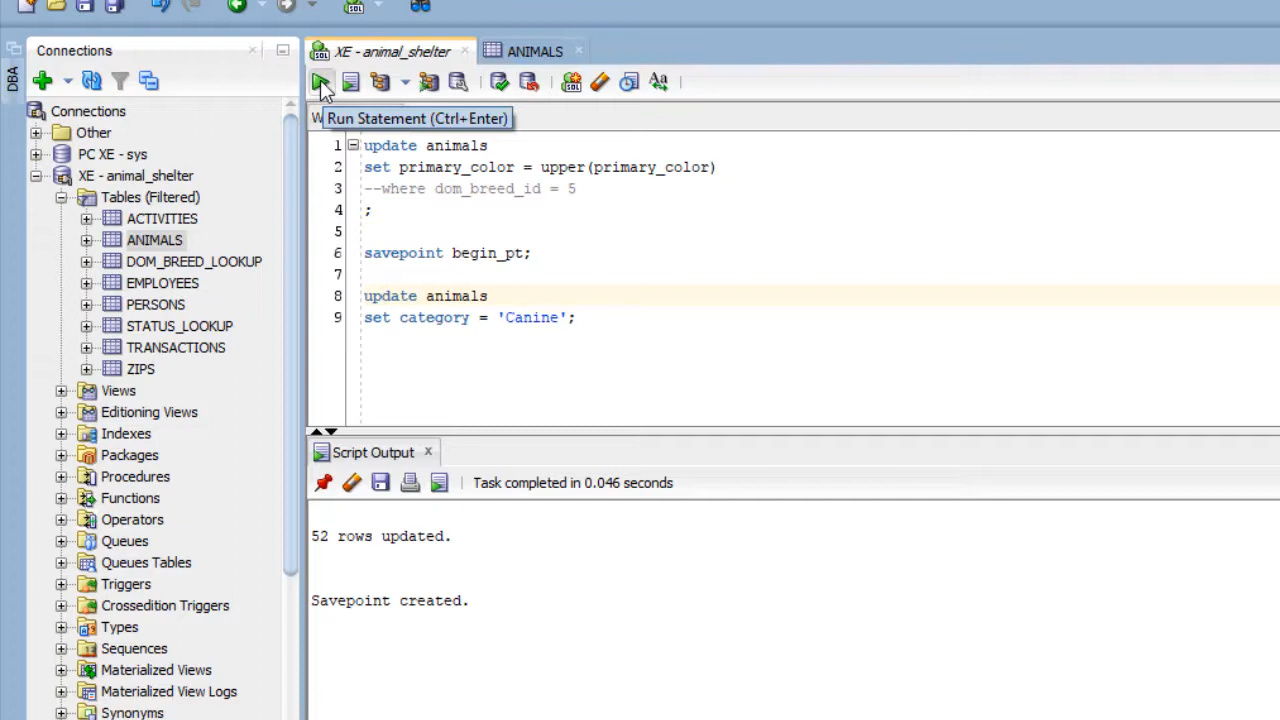 Connections
XE - animal_shelter
ANIMALS
DBA
Connections
Other
PC XE - sys
XE - animal_shelter
Tables (Filtered)
ACTIVITIES
ANIMALS
DOM_BREED_LOOKUP
EMPLOYEES
PERSONS
STATUS_LOOKUP
TRANSACTIONS
ZIPS
Views
Editioning Views
Indexes
Packages
Procedures
Functions
Operators
Queues
Queues Tables
Triggers
Crossedition Triggers
Types
Sequences
Materialized Views
Materialized View Logs
Synonyms
Run Statement (Ctrl+Enter)
1 update animals
2 set primary_color = upper(primary_color)
3 --where dom_breed_id = 5
4 ;
5
6 savepoint begin_pt;
7
8 update animals
9 set category = 'Canine';
Script Output
Task completed in 0.046 seconds
52 rows updated.
Savepoint created.